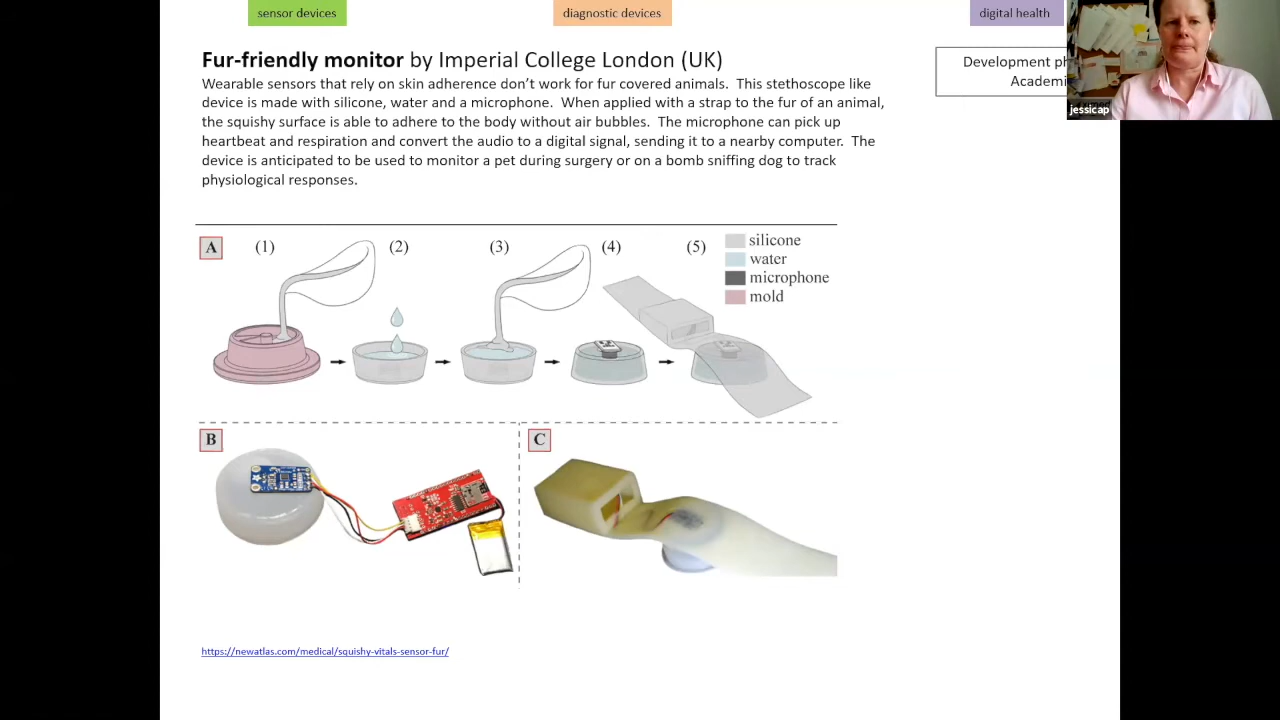 sensor devices
diagnostic devices
digital health
Fur-friendly monitor by Imperial College London (UK)
Wearable sensors that rely on skin adherence don't work for fur covered animals. This stethoscope like
device is made with silicone, water and a microphone. When applied with a strap to the fur of an animal,
the squishy surface is able to adhere to the body without air bubbles. The microphone can pick up
heartbeat and respiration and convert the audio to a digital signal, sending it to a nearby computer. The
device is anticipated to be used to monitor a pet during surgery or on a bomb sniffing dog to track
physiological responses.
Development
Academi
jessicap
A
(1)
(2)
(3)
(4)
(5)
silicone
water
microphone
mold
B
C
https://newatlas.com/medical/squishy-vitals-sensor-fur/